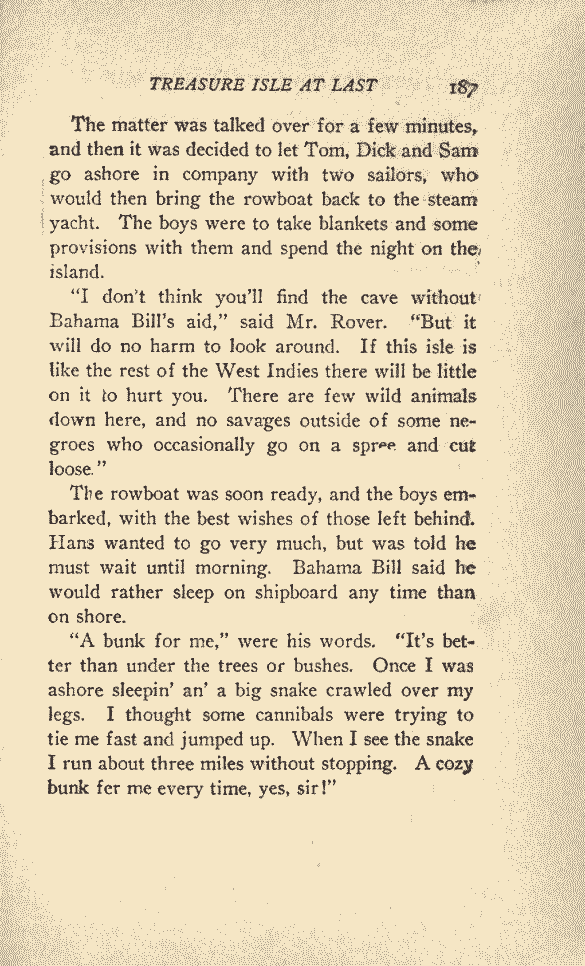 TREASURE ISLE AT LAST 187
The matter was talked over for a few minutes,
and then it was decided to let Tom, Dick and Sam
go ashore in company with two sailors, who
would then bring the rowboat back to the steam
yacht. The boys were to take blankets and some
provisions with them and spend the night on the
island.
"I don't think you'll find the cave without
Bahama Bill's aid," said Mr. Rover. "But it
will do no harm to look around. If this isle is
like the rest of the West Indies there will be little
on it to hurt you. There are few wild animals
down here, and no savages outside of some ne-
groes who occasionally go on a spree and cut
loose."
The rowboat was soon ready, and the boys em-
barked, with the best wishes of those left behind.
Hans wanted to go very much, but was told he
must wait until morning. Bahama Bill said he
would rather sleep on shipboard any time than
on shore.
"A bunk for me," were his words. "It's bet-
ter than under the trees or bushes. Once I was
ashore sleepin' an' a big snake crawled over my
legs. I thought some cannibals were trying to
tie me fast and jumped up. When I see the snake
I run about three miles without stopping. A cozy
bunk fer me every time, yes, sir!"